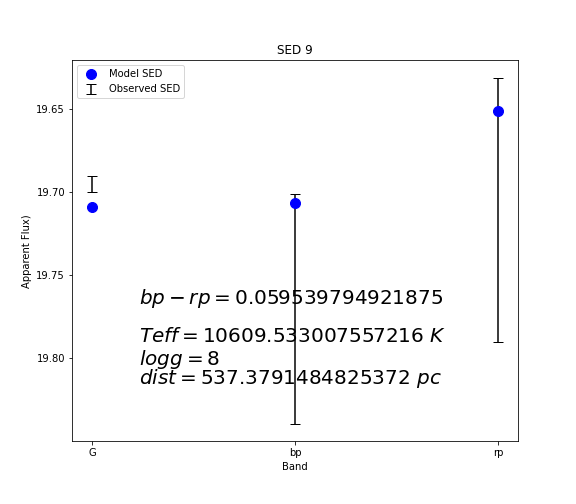 SED 9
Model SED
Observed SED
19.65
19.70
19.75
19.80
Apparent Flux)
bp − rp = 0.059539794921875
Teff = 10609.533007557216 K
logg = 8
dist = 537.3791484825372 pc
G
bp
rp
Band